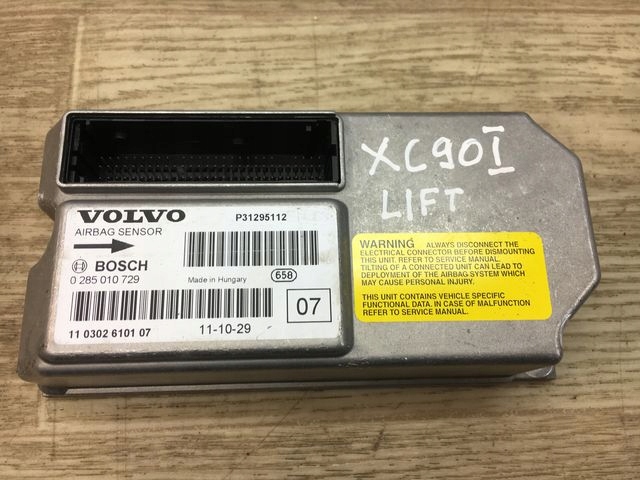 XC90I
LIFT
VOLVO
P31295112
AIRBAG SENSOR
BOSCH
0 285 010 729
Made in Hungary
658
07
11 0302 6101 07
11-10-29
WARNING ALWAYS DISCONNECT THE
ELECTRICAL CONNECTOR BEFORE DISMOUNTING
THIS UNIT. REFER TO SERVICE MANUAL.
TILTING OF A CONNECTED UNIT CAN LEAD TO
DEPLOYMENT OF THE AIRBAG SYSTEM WHICH
MAY CAUSE PERSONAL INJURY.
THIS UNIT CONTAINS VEHICLE SPECIFIC
FUNCTIONAL DATA. IN CASE OF MALFUNCTION
REFER TO SERVICE MANUAL.